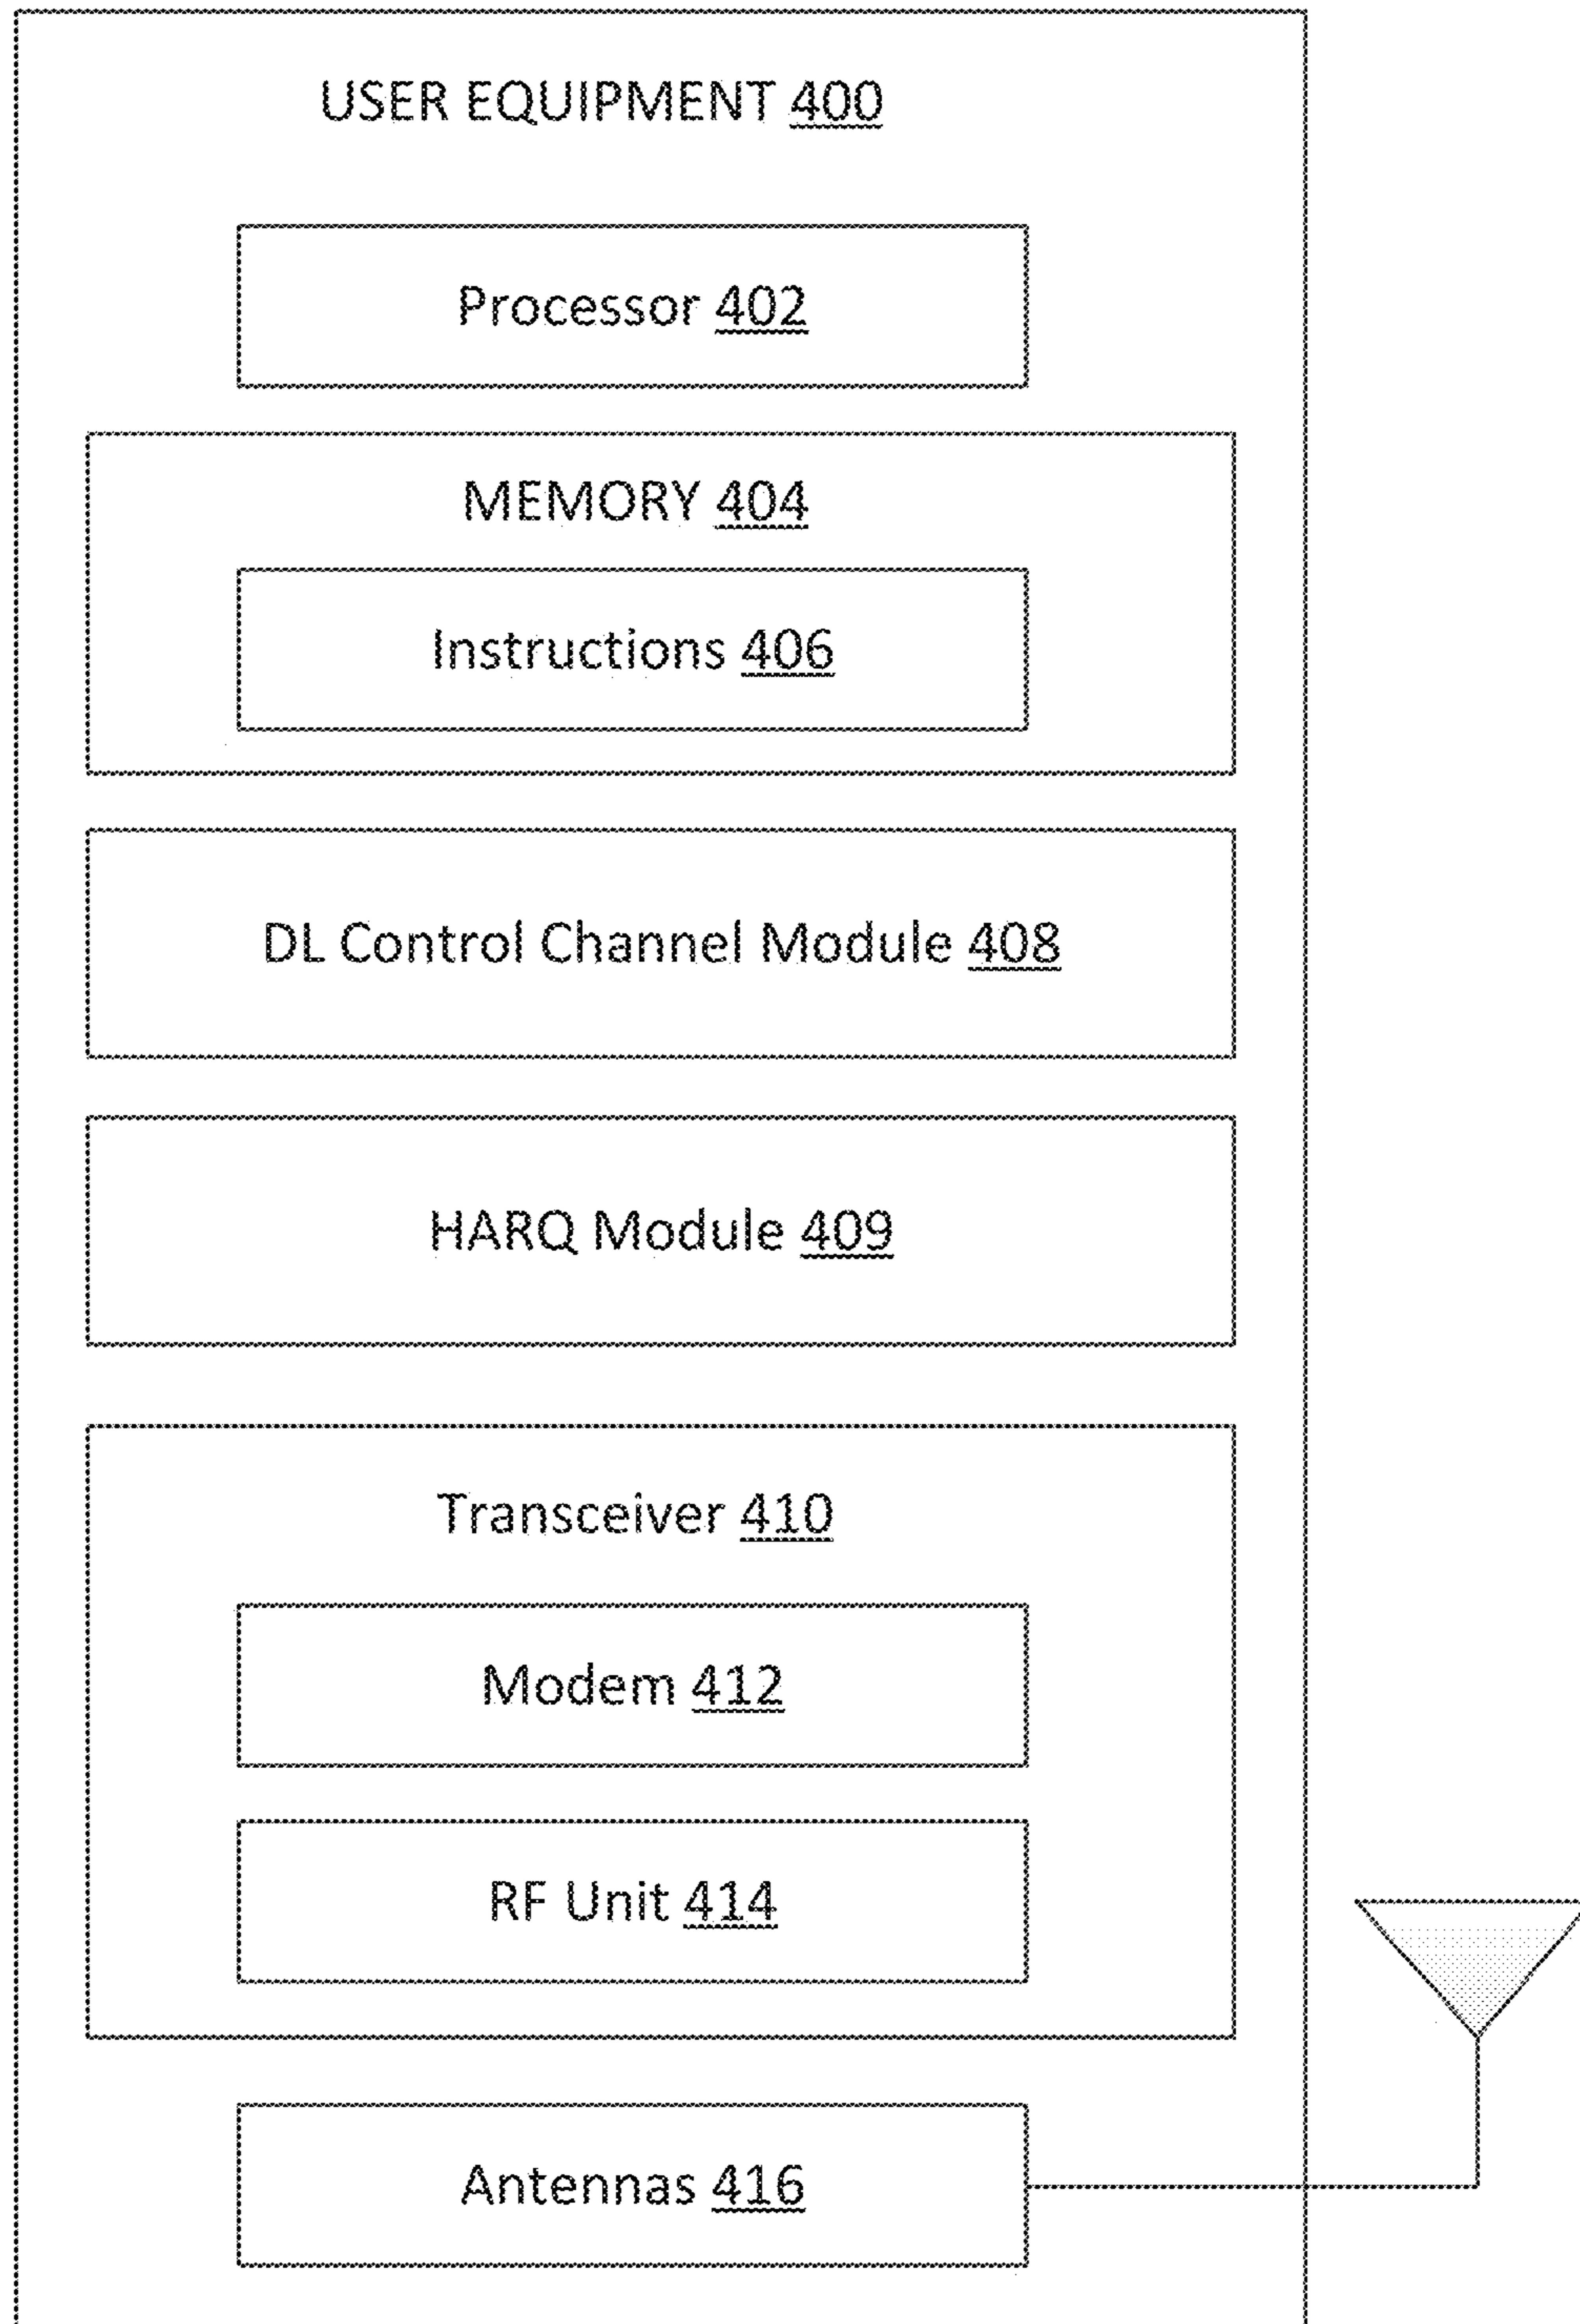 USER EQUIPMENT 400
Processor 402
MEMORY 404
Instructions 406
DL Control Channel Module 408
HARQ Module 409
Transceiver 410
Modem 412
RF Unit 414
Antennas 416